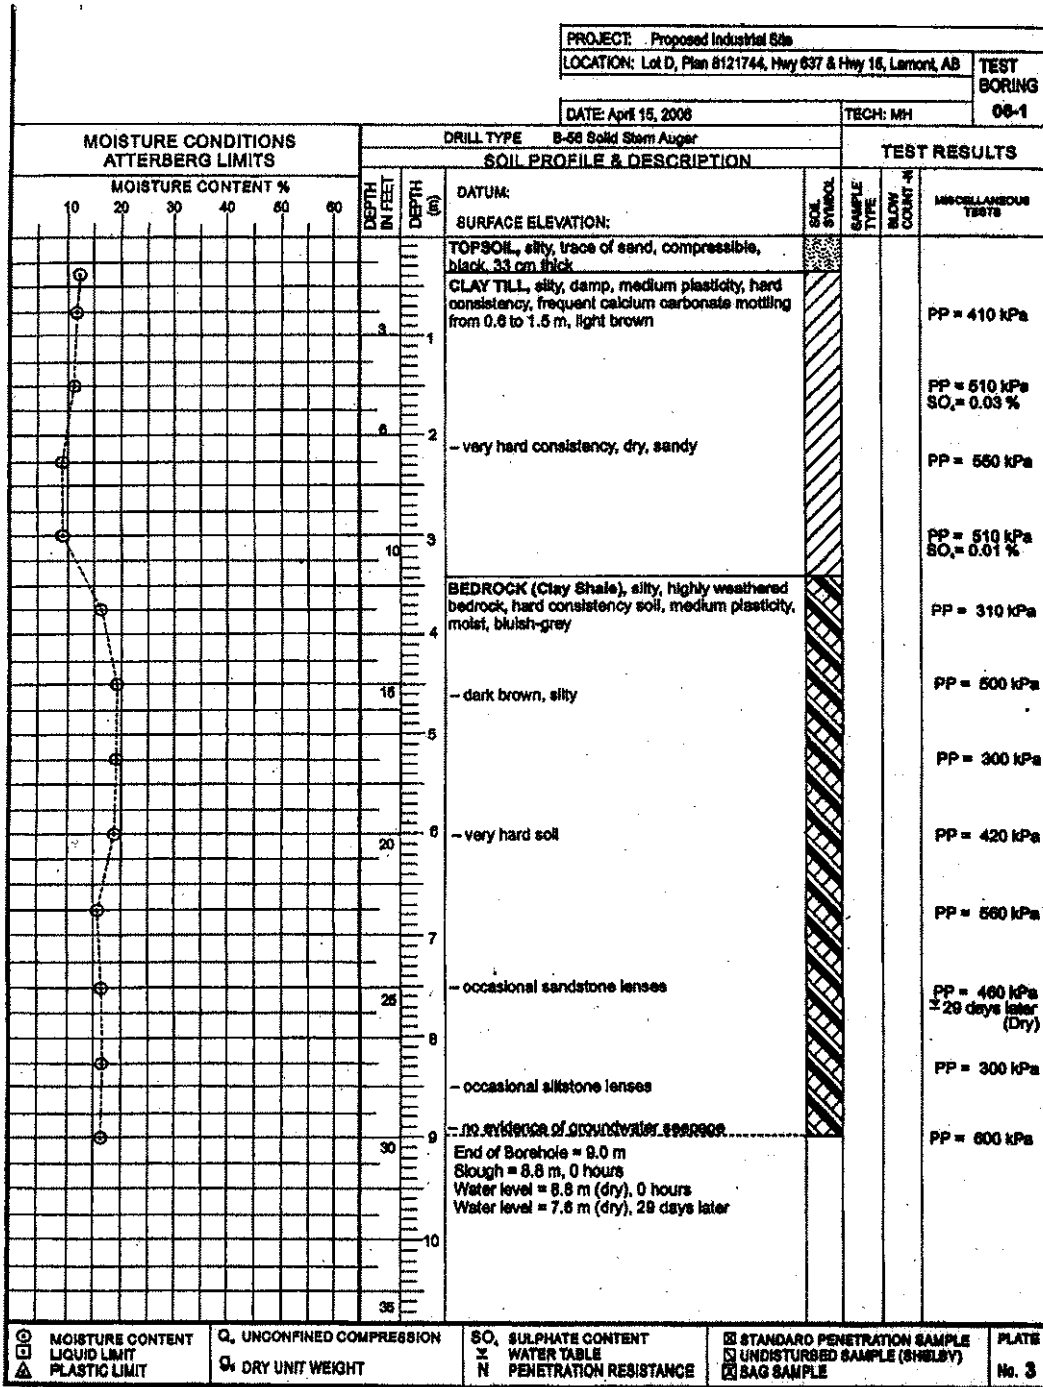 PROJECT: Proposed Industrial Site
LOCATION: Lot D, Plan 8121744, Hwy 637 & Hwy 15, Lamont, AB
TEST BORING
06-1
DATE: April 15, 2006
TECH: MH
MOISTURE CONDITIONS
ATTERBERG LIMITS
DRILL TYPE B-56 Solid Stem Auger
SOIL PROFILE & DESCRIPTION
TEST RESULTS
MOISTURE CONTENT %
10 20 30 40 50 60
DEPTH IN FEET
DEPTH (m)
DATUM:
SURFACE ELEVATION:
SOIL SYMBOL
SAMPLE TYPE
BLOW COUNT -N
MISCELLANEOUS TESTS
TOPSOIL, silty, trace of sand, compressible,
black, 33 cm thick
CLAY TILL, silty, damp, medium plasticity, hard
consistency, frequent calcium carbonate mottling
from 0.6 to 1.5 m, light brown
PP = 410 kPa
3
1
PP = 510 kPa
SO₄= 0.03 %
6
2
– very hard consistency, dry, sandy
PP = 550 kPa
10
3
PP = 510 kPa
SO₄= 0.01 %
BEDROCK (Clay Shale), silty, highly weathered
bedrock, hard consistency soil, medium plasticity,
moist, bluish-grey
PP = 310 kPa
4
15
– dark brown, silty
PP = 500 kPa
5
PP = 300 kPa
20
6
– very hard soil
PP = 420 kPa
PP = 560 kPa
7
25
– occasional sandstone lenses
PP = 460 kPa
29 days later
(Dry)
8
PP = 300 kPa
– occasional siltstone lenses
– no evidence of groundwater seepage
30
9
PP = 600 kPa
End of Borehole = 9.0 m
Slough = 8.8 m, 0 hours
Water level = 8.8 m (dry), 0 hours
Water level = 7.6 m (dry), 29 days later
10
35
MOISTURE CONTENT
LIQUID LIMIT
PLASTIC LIMIT
Qᵤ UNCONFINED COMPRESSION
DRY UNIT WEIGHT
SO₄ SULPHATE CONTENT
WATER TABLE
N PENETRATION RESISTANCE
STANDARD PENETRATION SAMPLE
UNDISTURBED SAMPLE (SHELBY)
BAG SAMPLE
PLATE
No. 3